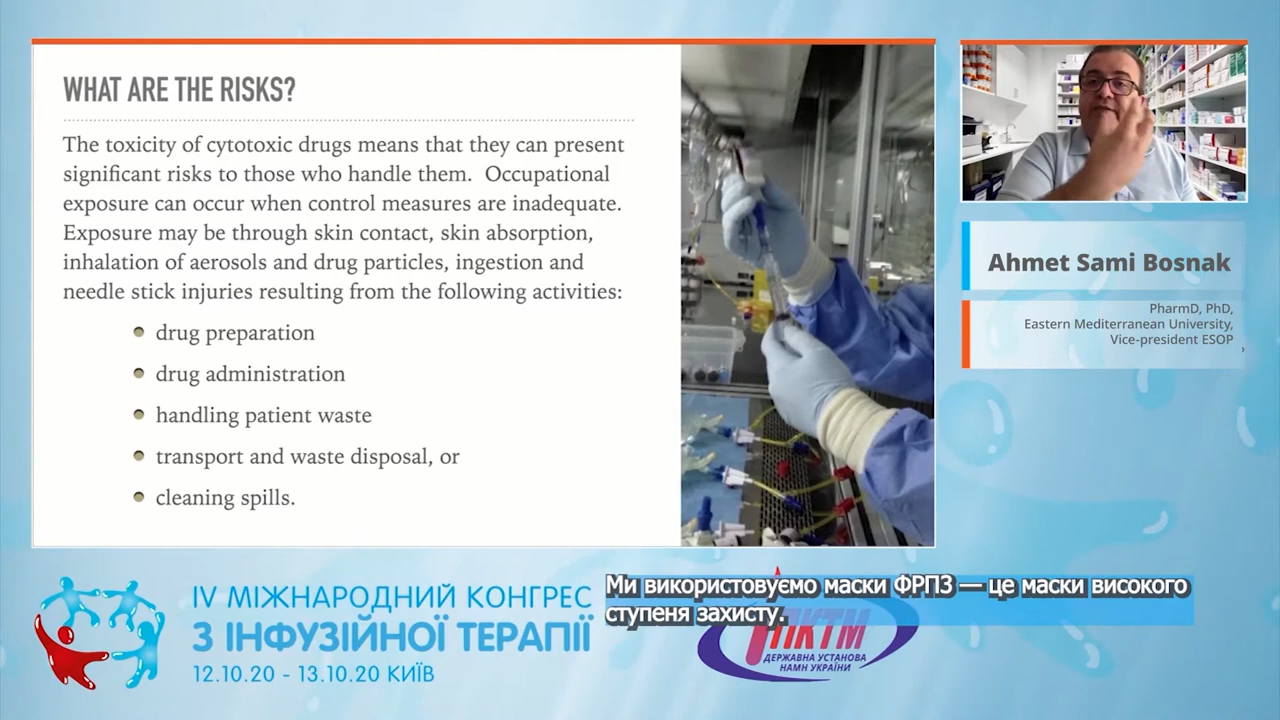 WHAT ARE THE RISKS?
The toxicity of cytotoxic drugs means that they can present
significant risks to those who handle them. Occupational
exposure can occur when control measures are inadequate.
Exposure may be through skin contact, skin absorption,
inhalation of aerosols and drug particles, ingestion and
needle stick injuries resulting from the following activities:
drug preparation
drug administration
handling patient waste
transport and waste disposal, or
cleaning spills.
Ahmet Sami Bosnak
PharmD, PhD,
Eastern Mediterranean University,
Vice-president ESOP
,
IV МІЖНАРОДНИЙ КОНГРЕС
З ІНФУЗІЙНОЇ ТЕРАПІЇ
12.10.20 - 13.10.20 КИЇВ
Ми використовуємо маски ФРПЗ — це маски високого
ступеня захисту.
ІПКТМ
ДЕРЖАВНА УСТАНОВА
НАМН УКРАЇНИ